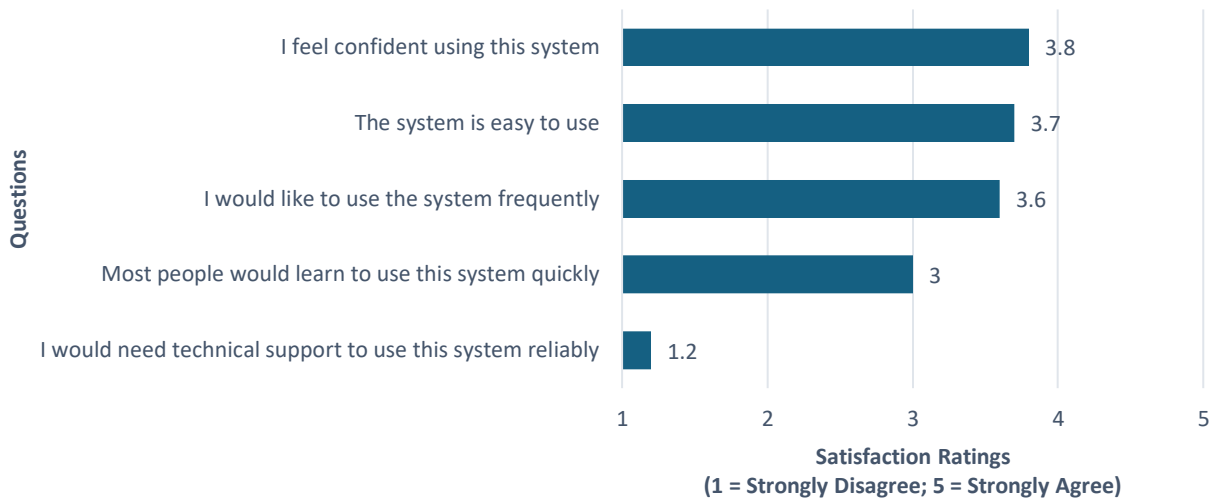 Questions
I feel confident using this system
3.8
The system is easy to use
3.7
I would like to use the system frequently
3.6
Most people would learn to use this system quickly
3
I would need technical support to use this system reliably
1.2
1 2 3 4 5
Satisfaction Ratings
(1 = Strongly Disagree; 5 = Strongly Agree)